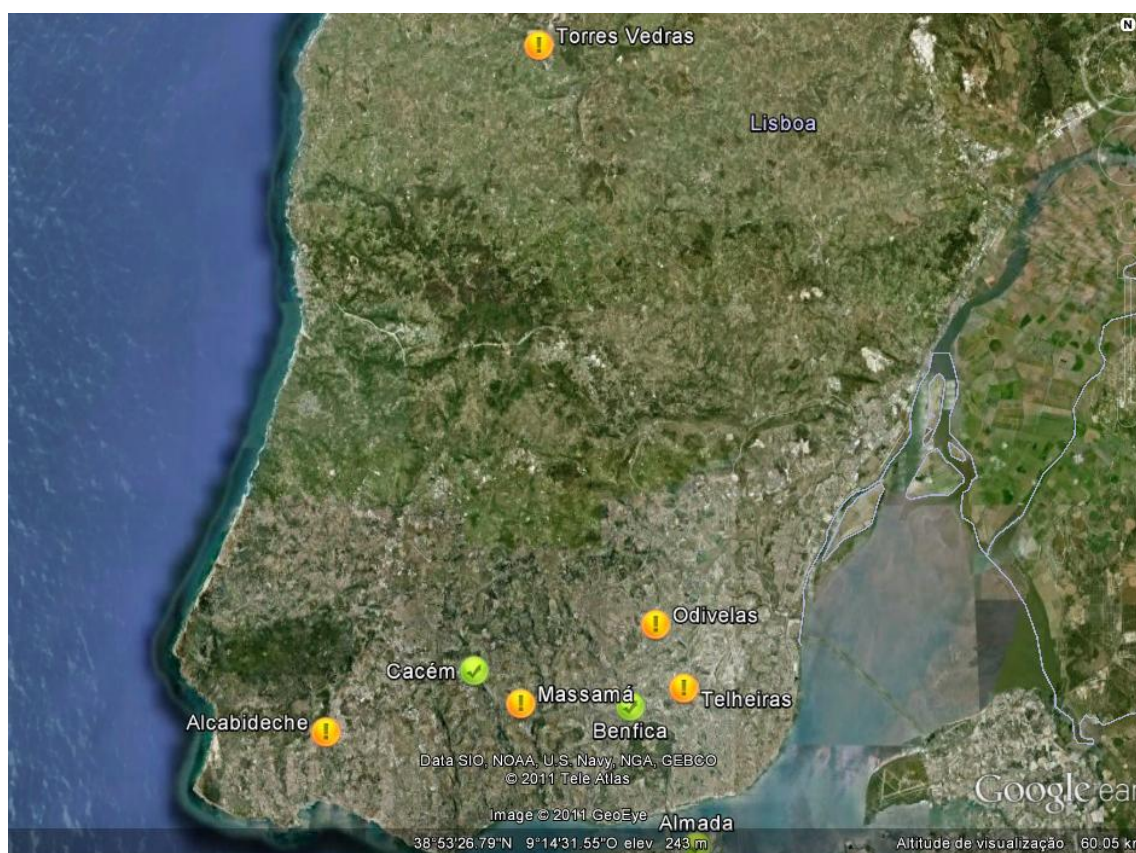 N
Torres Vedras
Lisboa
Odivelas
Cacém
Massamá
Telheiras
Alcabideche
Benfica
Data SIO, NOAA, U.S. Navy, NGA, GEBCO
© 2011 Tele Atlas
Google ear
Image © 2011 GeoEye
Almada
38°53'26.79"N 9°14'31.55"O elev 243 m Altitude de visualização 60.05 km